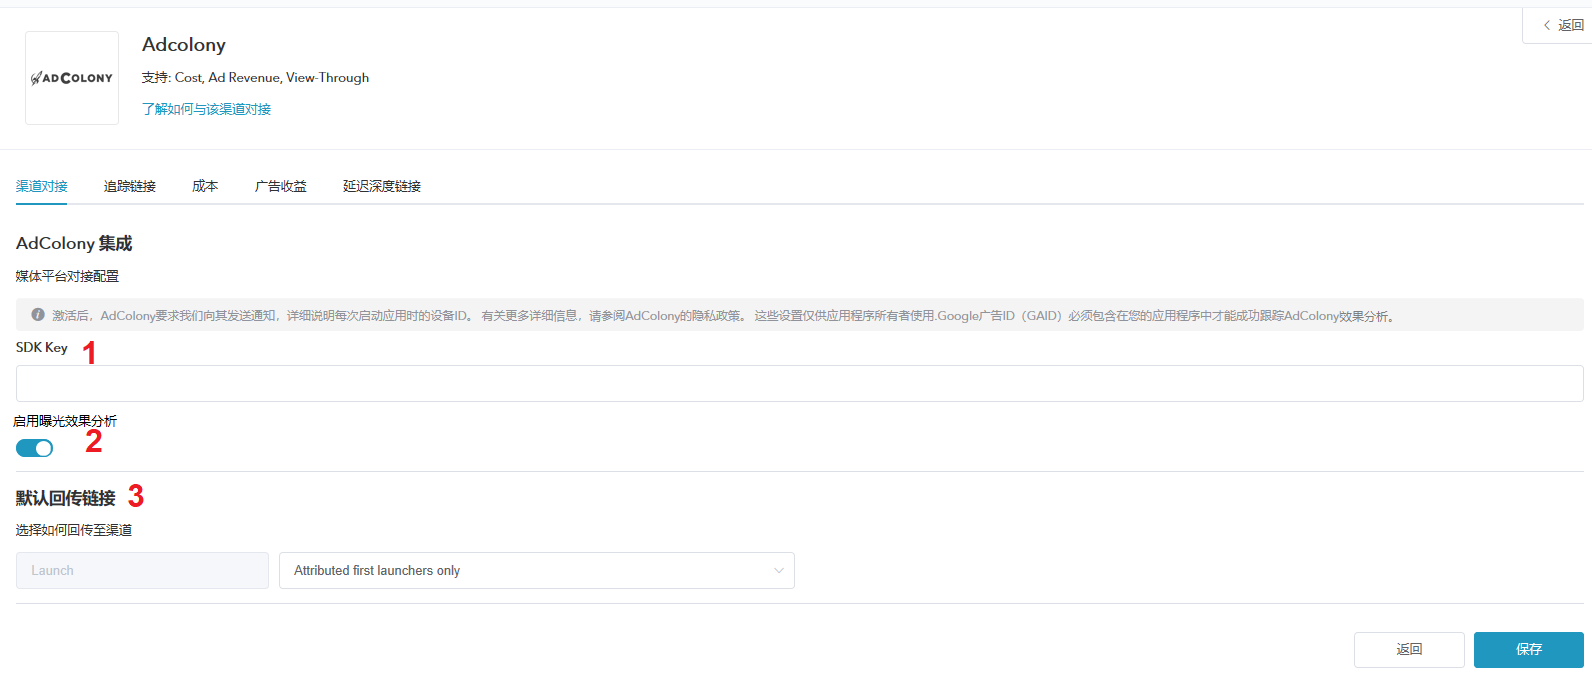 返回
ADCOLONY
Adcolony
支持: Cost, Ad Revenue, View-Through
了解如何与该渠道对接
渠道对接 追踪链接 成本 广告收益 延迟深度链接
AdColony 集成
媒体平台对接配置
激活后，AdColony要求我们向其发送通知，详细说明每次启动应用时的设备ID。 有关更多详细信息，请参阅AdColony的隐私政策。 这些设置仅供应用程序所有者使用.Google广告ID（GAID）必须包含在您的应用程序中才能成功跟踪AdColony效果分析。
SDK Key 1
启用曝光效果分析
2
默认回传链接 3
选择如何回传至渠道
Launch Attributed first launchers only
返回 保存